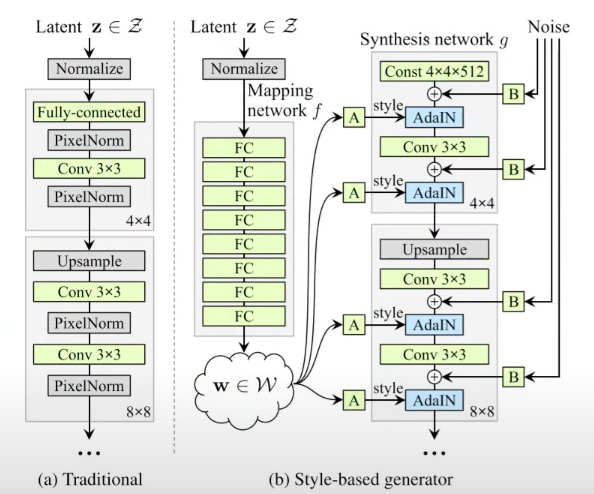 Latent z ∈ Z
Normalize
Fully-connected
PixelNorm
Conv 3×3
PixelNorm
4×4
Upsample
Conv 3×3
PixelNorm
Conv 3×3
PixelNorm
8×8
...
(a) Traditional
Latent z ∈ Z
Normalize
Mapping
network f
FC
FC
FC
FC
FC
FC
FC
FC
w ∈ W
A
style
A
style
A
style
A
style
Synthesis network g
Noise
Const 4×4×512
+
B
AdaIN
Conv 3×3
+
B
AdaIN
4×4
Upsample
Conv 3×3
+
B
AdaIN
Conv 3×3
+
B
AdaIN
8×8
...
(b) Style-based generator